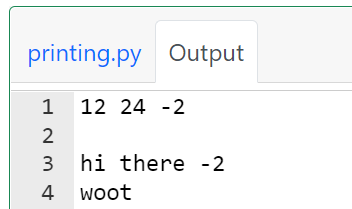 printing.py Output
1 12 24 -2
2
3 hi there -2
4 woot